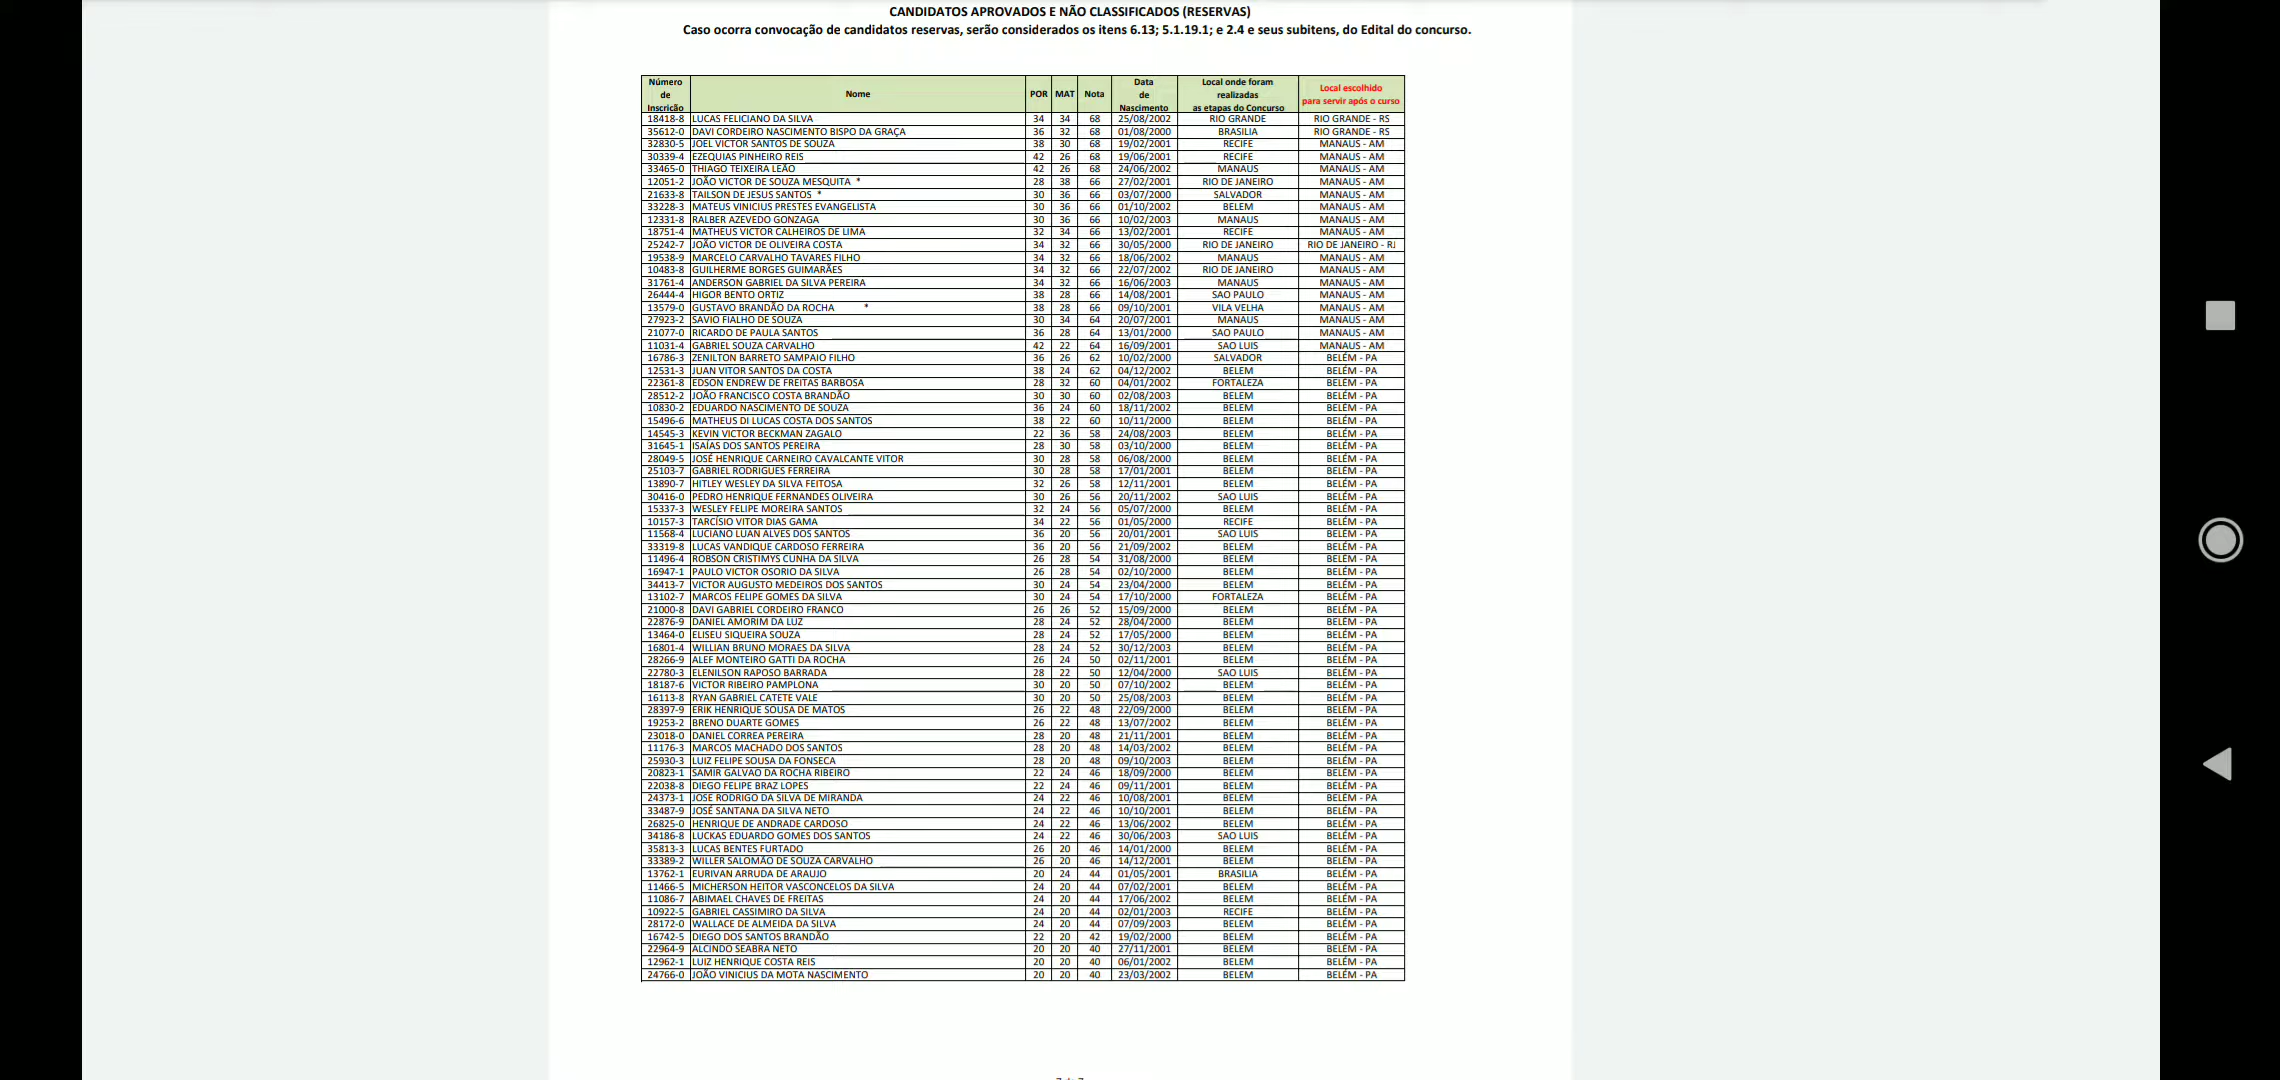 CANDIDATOS APROVADOS E NÃO CLASSIFICADOS (RESERVAS)
Caso ocorra convocação de candidatos reservas, serão considerados os itens 6.13; 5.1.19.1; e 2.4 e seus subitens, do Edital do concurso.
Número de Inscrição Nome POR MAT Nota Data de Nascimento Local onde foram realizadas as etapas do Concurso Local escolhido para servir após o curso
18418-8 LUCAS FELICIANO DA SILVA 34 34 68 25/08/2002 RIO GRANDE RIO GRANDE - RS
35612-0 DAVI CORDEIRO NASCIMENTO BISPO DA GRAÇA 36 32 68 01/08/2000 BRASILIA RIO GRANDE - RS
32830-5 JOEL VICTOR SANTOS DE SOUZA 38 30 68 19/02/2001 RECIFE MANAUS - AM
30339-4 EZEQUIAS PINHEIRO REIS 42 26 68 19/06/2001 RECIFE MANAUS - AM
33465-0 THIAGO TEIXEIRA LEÃO 42 26 68 24/06/2002 MANAUS MANAUS - AM
12051-2 JOÃO VICTOR DE SOUZA MESQUITA * 28 38 66 27/02/2001 RIO DE JANEIRO MANAUS - AM
21633-8 TAILSON DE JESUS SANTOS * 30 36 66 03/07/2000 SALVADOR MANAUS - AM
33228-3 MATEUS VINICIUS PRESTES EVANGELISTA 30 36 66 01/10/2002 BELEM MANAUS - AM
12331-8 RALBER AZEVEDO GONZAGA 30 36 66 10/02/2003 MANAUS MANAUS - AM
18751-4 MATHEUS VICTOR CALHEIROS DE LIMA 32 34 66 13/02/2001 RECIFE MANAUS - AM
25242-7 JOÃO VICTOR DE OLIVEIRA COSTA 34 32 66 30/05/2000 RIO DE JANEIRO RIO DE JANEIRO - RJ
19538-9 MARCELO CARVALHO TAVARES FILHO 34 32 66 18/06/2002 MANAUS MANAUS - AM
10483-8 GUILHERME BORGES GUIMARÃES 34 32 66 22/07/2002 RIO DE JANEIRO MANAUS - AM
31761-4 ANDERSON GABRIEL DA SILVA PEREIRA 34 32 66 16/06/2003 MANAUS MANAUS - AM
26444-4 HIGOR BENTO ORTIZ 38 28 66 14/08/2001 SAO PAULO MANAUS - AM
13579-0 GUSTAVO BRANDÃO DA ROCHA * 38 28 66 09/10/2001 VILA VELHA MANAUS - AM
27923-2 SAVIO FIALHO DE SOUZA 30 34 64 20/07/2001 MANAUS MANAUS - AM
21077-0 RICARDO DE PAULA SANTOS 36 28 64 13/01/2000 SAO PAULO MANAUS - AM
11031-4 GABRIEL SOUZA CARVALHO 42 22 64 16/09/2001 SAO LUIS MANAUS - AM
16786-3 ZENILTON BARRETO SAMPAIO FILHO 36 26 62 10/02/2000 SALVADOR BELÉM - PA
12531-3 JUAN VITOR SANTOS DA COSTA 38 24 62 04/12/2002 BELEM BELÉM - PA
22361-8 EDSON ENDREW DE FREITAS BARBOSA 28 32 60 04/01/2002 FORTALEZA BELÉM - PA
28512-2 JOÃO FRANCISCO COSTA BRANDÃO 30 30 60 02/08/2003 BELEM BELÉM - PA
10830-2 EDUARDO NASCIMENTO DE SOUZA 36 24 60 18/11/2002 BELEM BELÉM - PA
15496-6 MATHEUS DI LUCAS COSTA DOS SANTOS 38 22 60 10/11/2000 BELEM BELÉM - PA
14545-3 KEVIN VICTOR BECKMAN ZAGALO 22 36 58 24/08/2003 BELEM BELÉM - PA
31645-1 ISAÍAS DOS SANTOS PEREIRA 28 30 58 03/10/2000 BELEM BELÉM - PA
28049-5 JOSÉ HENRIQUE CARNEIRO CAVALCANTE VITOR 30 28 58 06/08/2000 BELEM BELÉM - PA
25103-7 GABRIEL RODRIGUES FERREIRA 30 28 58 17/01/2001 BELEM BELÉM - PA
13890-7 HITLEY WESLEY DA SILVA FEITOSA 32 26 58 12/11/2001 BELEM BELÉM - PA
30416-0 PEDRO HENRIQUE FERNANDES OLIVEIRA 30 26 56 20/11/2002 SAO LUIS BELÉM - PA
15337-3 WESLEY FELIPE MOREIRA SANTOS 32 24 56 05/07/2000 BELEM BELÉM - PA
10157-3 TARCÍSIO VITOR DIAS GAMA 34 22 56 01/05/2000 RECIFE BELÉM - PA
11568-4 LUCIANO LUAN ALVES DOS SANTOS 36 20 56 20/01/2001 SAO LUIS BELÉM - PA
33319-8 LUCAS VANDIQUE CARDOSO FERREIRA 36 20 56 21/09/2002 BELEM BELÉM - PA
11496-4 ROBSON CRISTIMYS CUNHA DA SILVA 26 28 54 31/08/2000 BELEM BELÉM - PA
16947-1 PAULO VICTOR OSORIO DA SILVA 26 28 54 02/10/2000 BELEM BELÉM - PA
34413-7 VICTOR AUGUSTO MEDEIROS DOS SANTOS 30 24 54 23/04/2000 BELEM BELÉM - PA
13102-7 MARCOS FELIPE GOMES DA SILVA 30 24 54 17/10/2000 FORTALEZA BELÉM - PA
21000-8 DAVI GABRIEL CORDEIRO FRANCO 26 26 52 15/09/2000 BELEM BELÉM - PA
22876-9 DANIEL AMORIM DA LUZ 28 24 52 28/04/2000 BELEM BELÉM - PA
13464-0 ELISEU SIQUEIRA SOUZA 28 24 52 17/05/2000 BELEM BELÉM - PA
16801-4 WILLIAN BRUNO MORAES DA SILVA 28 24 52 30/12/2003 BELEM BELÉM - PA
28266-9 ALEF MONTEIRO GATTI DA ROCHA 26 24 50 02/11/2001 BELEM BELÉM - PA
22780-3 ELENILSON RAPOSO BARRADA 28 22 50 12/04/2000 SAO LUIS BELÉM - PA
18187-6 VICTOR RIBEIRO PAMPLONA 30 20 50 07/10/2002 BELEM BELÉM - PA
16113-8 RYAN GABRIEL CATETE VALE 30 20 50 25/08/2003 BELEM BELÉM - PA
28397-9 ERIK HENRIQUE SOUSA DE MATOS 26 22 48 22/09/2000 BELEM BELÉM - PA
19253-2 BRENO DUARTE GOMES 26 22 48 13/07/2002 BELEM BELÉM - PA
23018-0 DANIEL CORREA PEREIRA 28 20 48 21/11/2001 BELEM BELÉM - PA
11176-3 MARCOS MACHADO DOS SANTOS 28 20 48 14/03/2002 BELEM BELÉM - PA
25930-3 LUIZ FELIPE SOUSA DA FONSECA 28 20 48 09/10/2003 BELEM BELÉM - PA
20823-1 SAMIR GALVAO DA ROCHA RIBEIRO 22 24 46 18/09/2000 BELEM BELÉM - PA
22038-8 DIEGO FELIPE BRAZ LOPES 22 24 46 09/11/2001 BELEM BELÉM - PA
24373-1 JOSE RODRIGO DA SILVA DE MIRANDA 24 22 46 10/08/2001 BELEM BELÉM - PA
33487-9 JOSÉ SANTANA DA SILVA NETO 24 22 46 10/10/2001 BELEM BELÉM - PA
26825-0 HENRIQUE DE ANDRADE CARDOSO 24 22 46 13/06/2002 BELEM BELÉM - PA
34186-8 LUCKAS EDUARDO GOMES DOS SANTOS 24 22 46 30/06/2003 SAO LUIS BELÉM - PA
35813-3 LUCAS BENTES FURTADO 26 20 46 14/01/2000 BELEM BELÉM - PA
33389-2 WILLER SALOMÃO DE SOUZA CARVALHO 26 20 46 14/12/2001 BELEM BELÉM - PA
13762-1 EURIVAN ARRUDA DE ARAUJO 20 24 44 01/05/2001 BRASILIA BELÉM - PA
11466-5 MICHERSON HEITOR VASCONCELOS DA SILVA 24 20 44 07/02/2001 BELEM BELÉM - PA
11086-7 ABIMAEL CHAVES DE FREITAS 24 20 44 17/06/2002 BELEM BELÉM - PA
10922-5 GABRIEL CASSIMIRO DA SILVA 24 20 44 02/01/2003 RECIFE BELÉM - PA
28172-0 WALLACE DE ALMEIDA DA SILVA 24 20 44 07/09/2003 BELEM BELÉM - PA
16742-5 DIEGO DOS SANTOS BRANDÃO 22 20 42 19/02/2000 BELEM BELÉM - PA
22964-9 ALCINDO SEABRA NETO 20 20 40 27/11/2001 BELEM BELÉM - PA
12962-1 LUIZ HENRIQUE COSTA REIS 20 20 40 06/01/2002 BELEM BELÉM - PA
24766-0 JOÃO VINICIUS DA MOTA NASCIMENTO 20 20 40 23/03/2002 BELEM BELÉM - PA